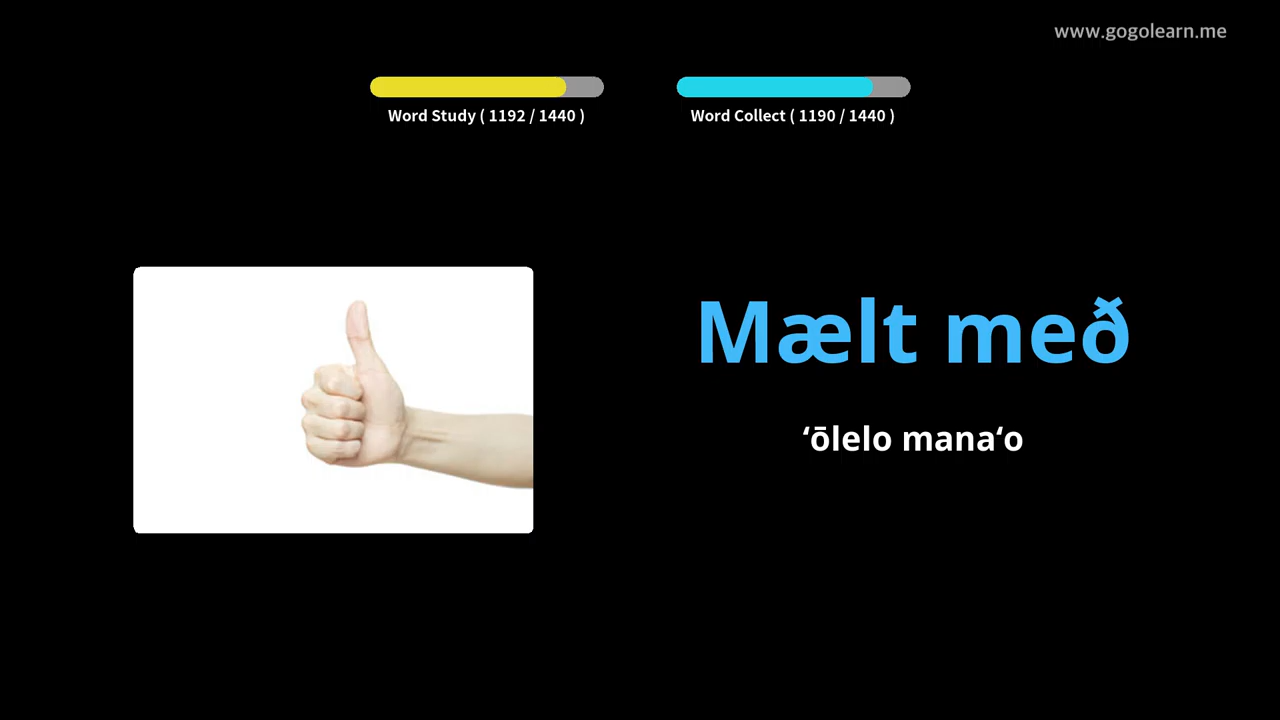 www.gogolearn.me
Word Study ( 1192 / 1440 )
Word Collect ( 1190 / 1440 )
Mælt með
ʻōlelo manaʻo